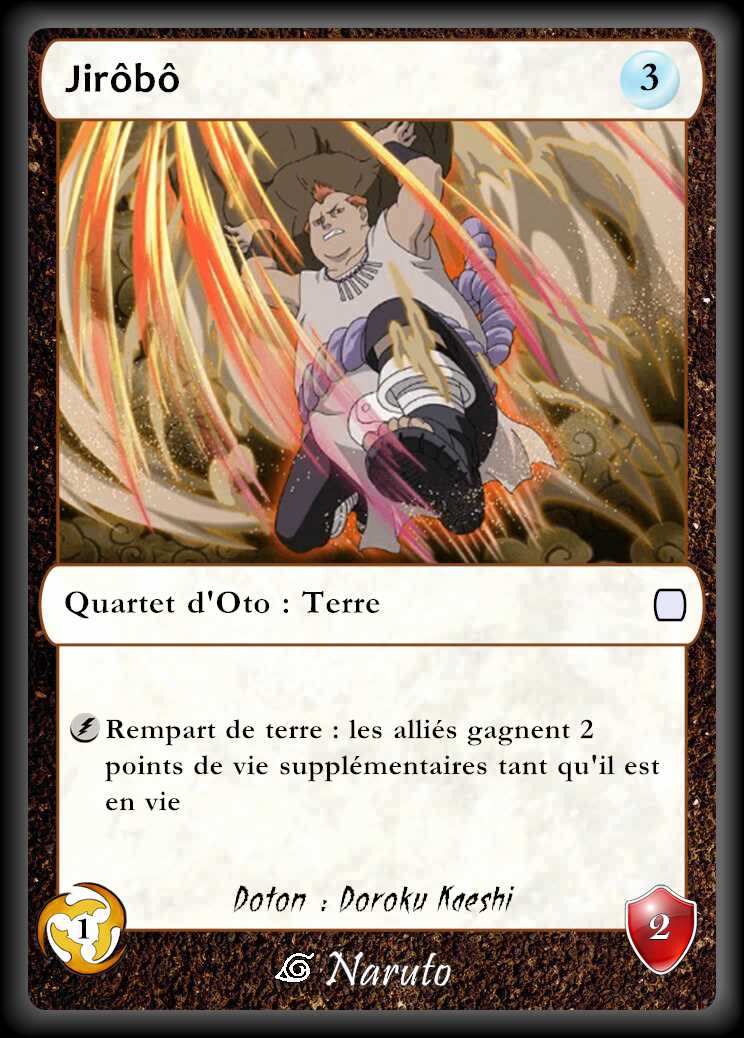 Jirôbô
3
Quartet d'Oto : Terre
Rempart de terre : les alliés gagnent 2
points de vie supplémentaires tant qu'il est
en vie
Doton : Doroku Kaeshi
1
2
Naruto